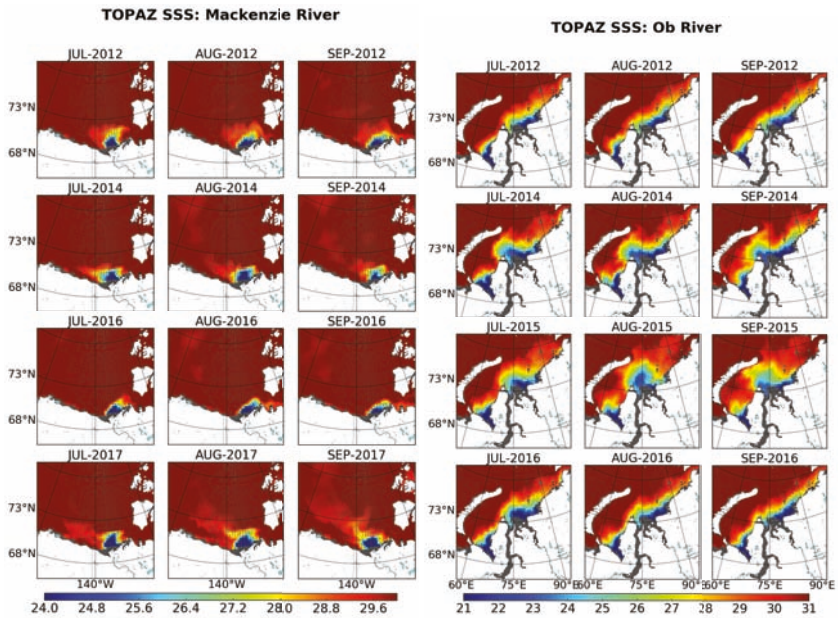 TOPAZ SSS: Mackenzie River
JUL-2012 AUG-2012 SEP-2012
73°N
68°N
JUL-2014 AUG-2014 SEP-2014
73°N
68°N
JUL-2016 AUG-2016 SEP-2016
73°N
68°N
JUL-2017 AUG-2017 SEP-2017
73°N
68°N
140°W 140°W 140°W
24.0 24.8 25.6 26.4 27.2 28.0 28.8 29.6
TOPAZ SSS: Ob River
JUL-2012 AUG-2012 SEP-2012
73°N
68°N
JUL-2014 AUG-2014 SEP-2014
73°N
68°N
JUL-2015 AUG-2015 SEP-2015
73°N
68°N
JUL-2016 AUG-2016 SEP-2016
73°N
68°N
60°E 75°E 90°E 60°E 75°E 90°E 60°E 75°E 90°E
21 22 23 24 25 26 27 28 29 30 31